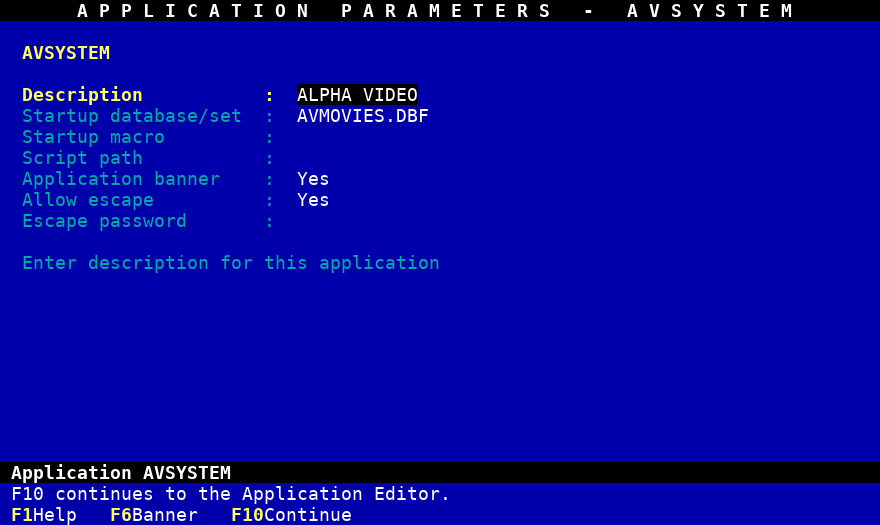 A P P L I C A T I O N   P A R A M E T E R S   -   A V S Y S T E M
AVSYSTEM
Description           :  ALPHA VIDEO
Startup database/set  :  AVMOVIES.DBF
Startup macro         :
Script path           :
Application banner    :  Yes
Allow escape          :  Yes
Escape password       :
Enter description for this application
Application AVSYSTEM
F10 continues to the Application Editor.
F1Help   F6Banner   F10Continue